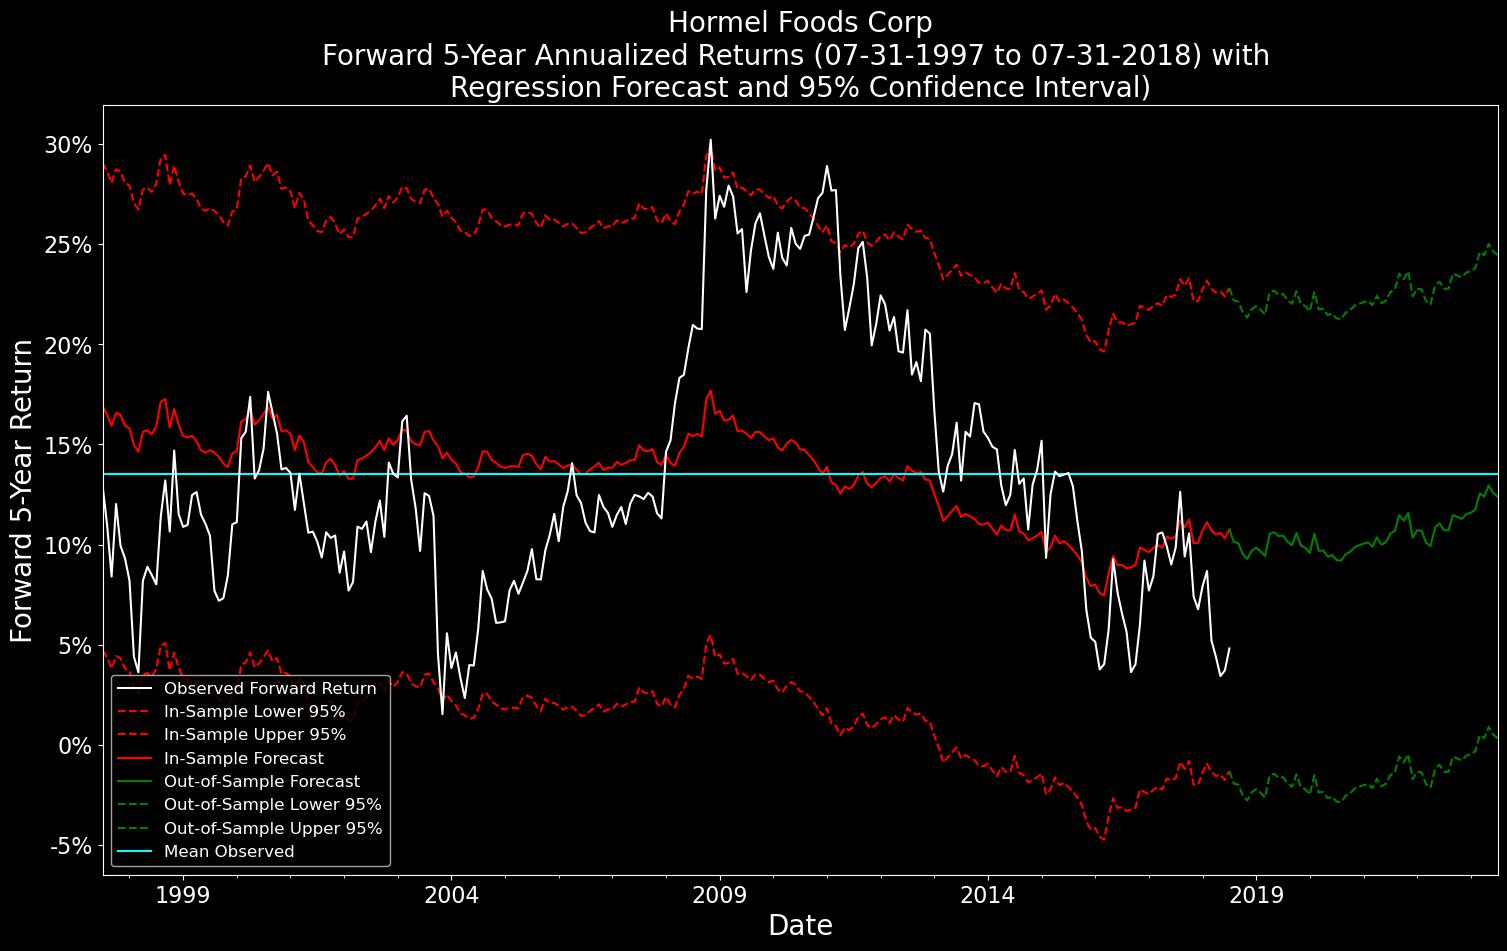 Hormel Foods Corp
Forward 5-Year Annualized Returns (07-31-1997 to 07-31-2018) with
Regression Forecast and 95% Confidence Interval)
Forward 5-Year Return
30%
25%
20%
15%
10%
5%
0%
-5%
Observed Forward Return
In-Sample Lower 95%
In-Sample Upper 95%
In-Sample Forecast
Out-of-Sample Forecast
Out-of-Sample Lower 95%
Out-of-Sample Upper 95%
Mean Observed
1999
2004
2009
2014
2019
Date